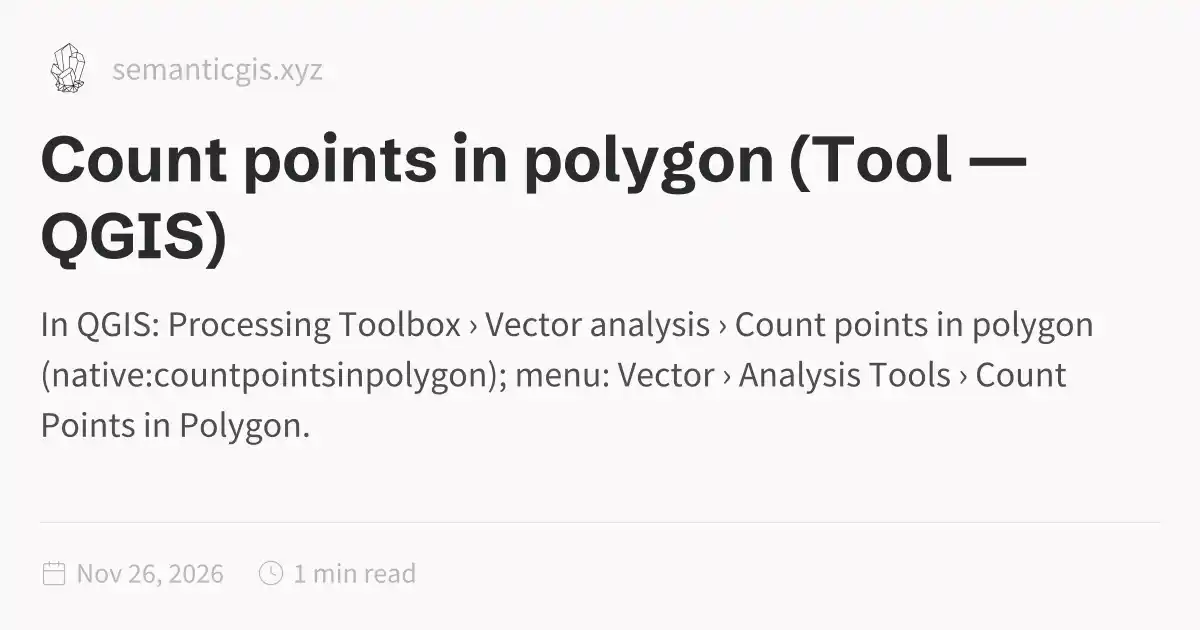 semanticgis.xyz
Count points in polygon (Tool —
QGIS)
In QGIS: Processing Toolbox › Vector analysis › Count points in polygon
(native:countpointsinpolygon); menu: Vector › Analysis Tools › Count
Points in Polygon.
Nov 26, 2026 1 min read